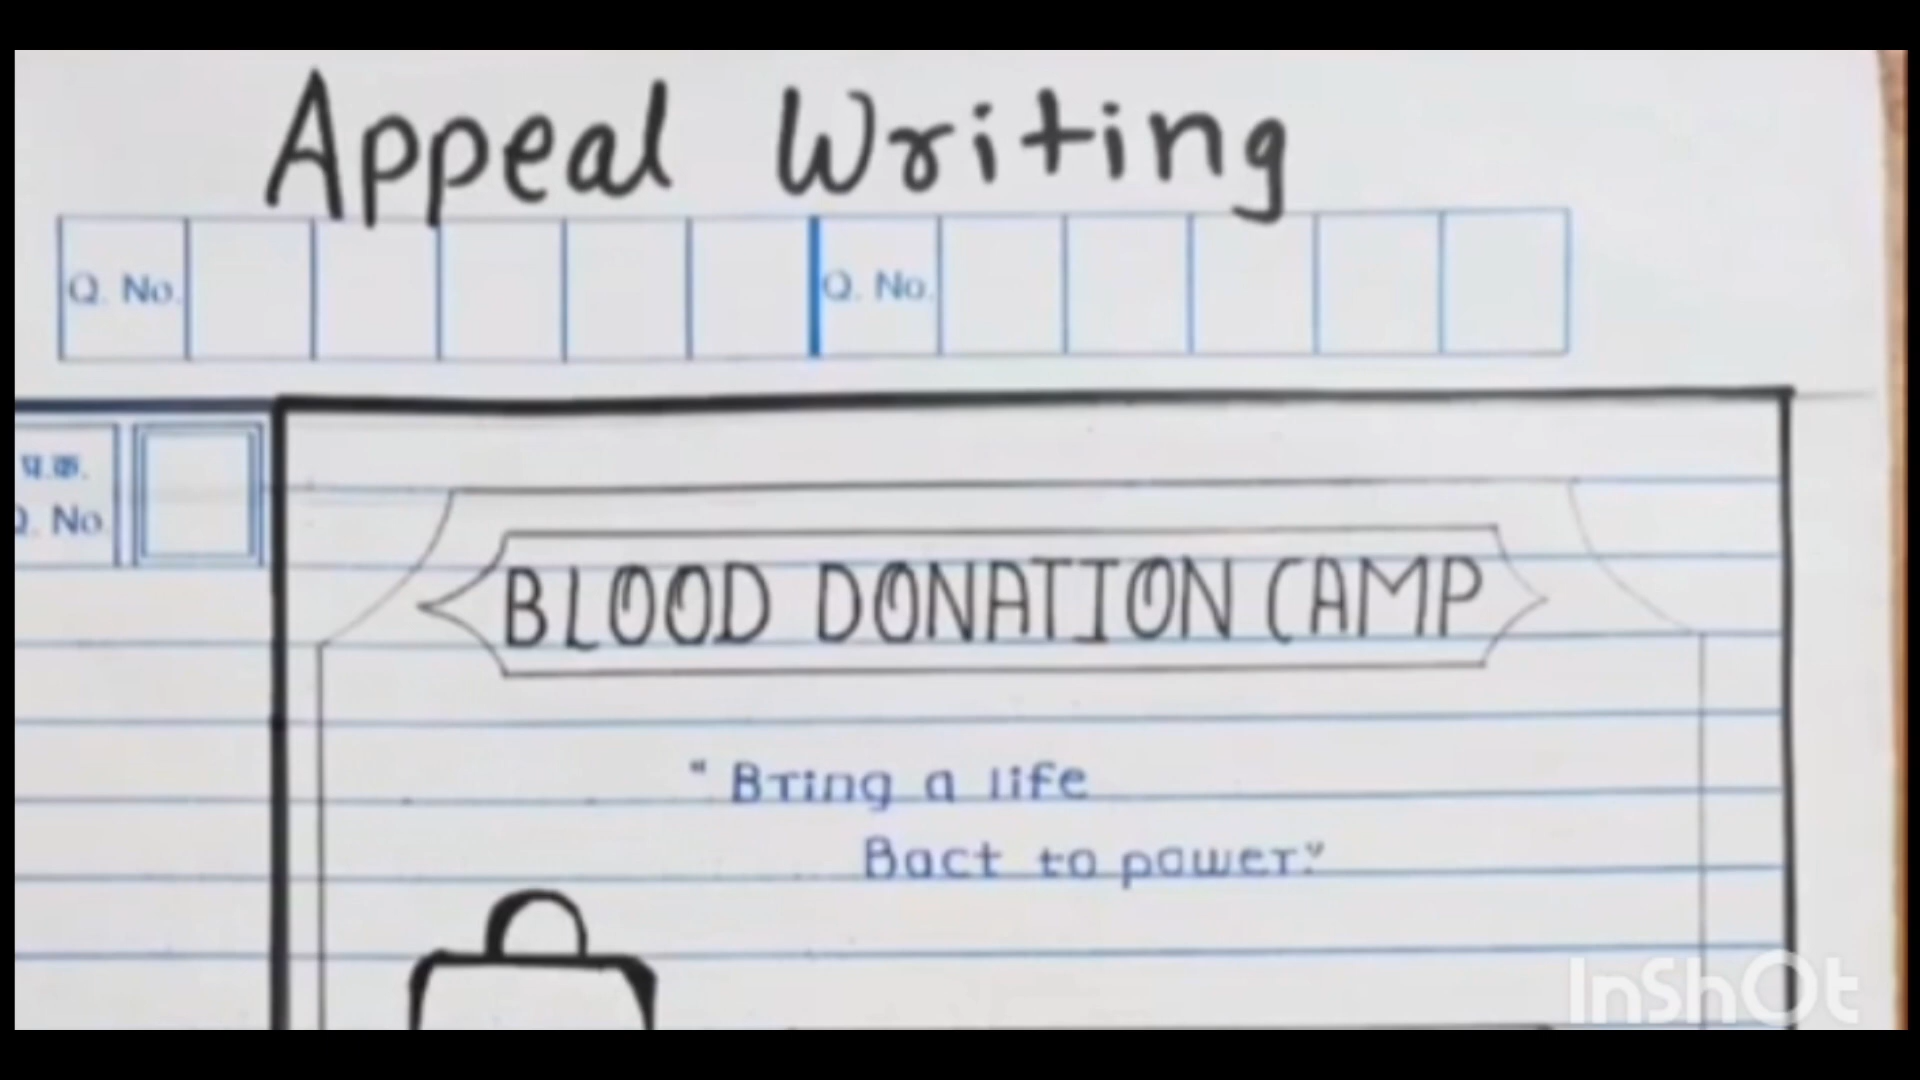 Appeal Writing
Q. No.
Q. No.
प्र.क्र.
Q. No.
BLOOD DONATION CAMP
"Bring a life
Bact to power."
InShOt